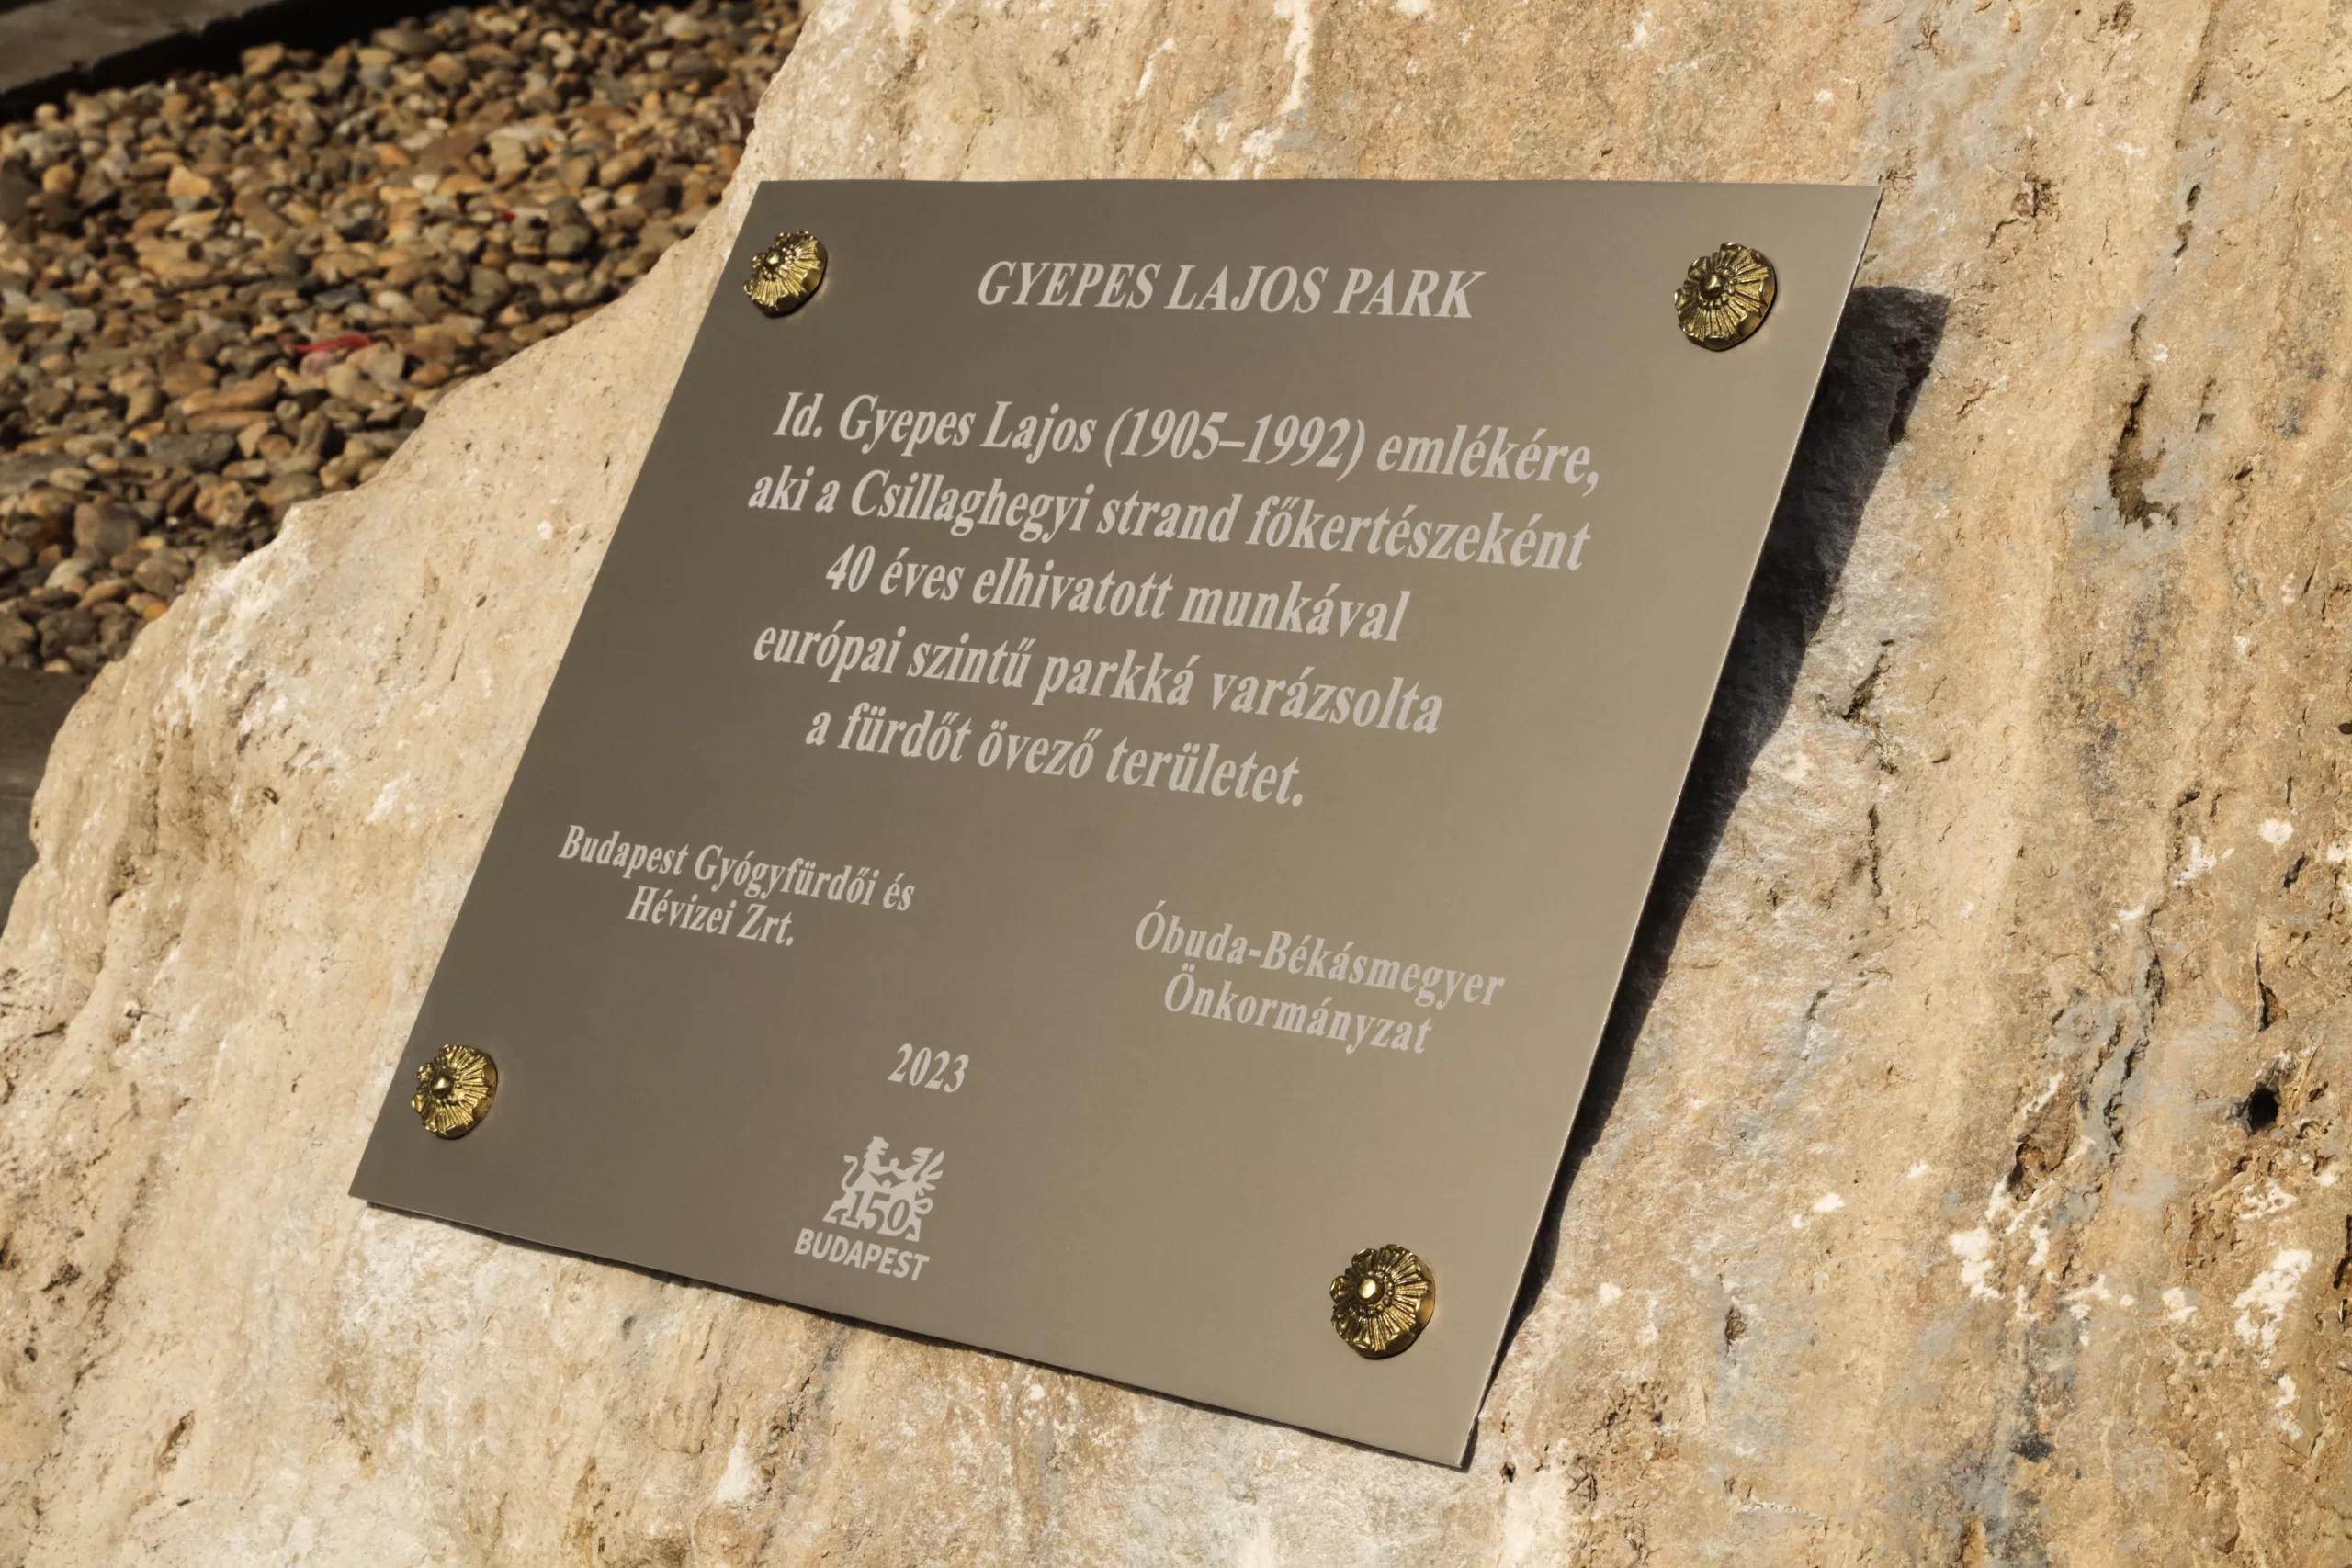 GYEPES LAJOS PARK
Id. Gyepes Lajos (1905–1992) emlékére,
aki a Csillaghegyi strand főkertészeként
40 éves elhivatott munkával
európai szintű parkká varázsolta
a fürdőt övező területet.
Budapest Gyógyfürdői és
Hévizei Zrt.
Óbuda-Békásmegyer
Önkormányzat
2023
150
BUDAPEST